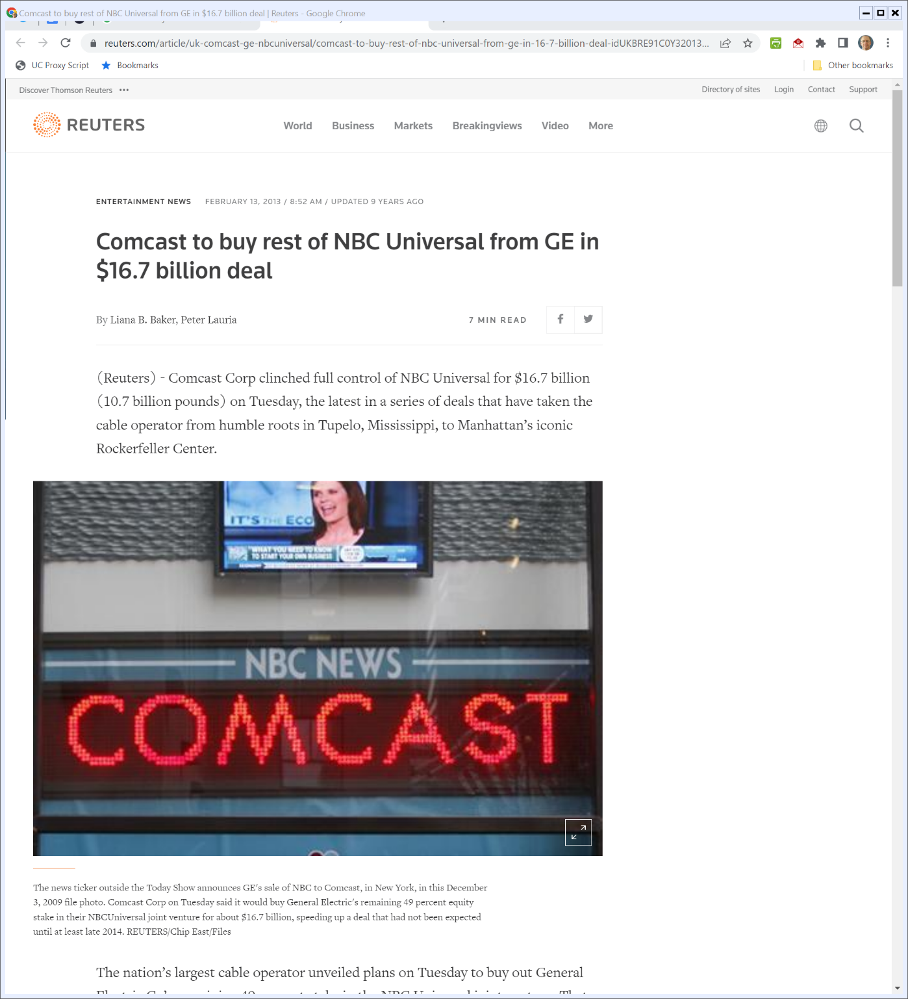 Comcast to buy rest of NBC Universal from GE in $16.7 billion deal | Reuters - Google Chrome
reuters.com/article/uk-comcast-ge-nbcuniversal/comcast-to-buy-rest-of-nbc-universal-from-ge-in-16-7-billion-deal-idUKBRE91C0Y32013...
UC Proxy Script Bookmarks Other bookmarks
Discover Thomson Reuters ••• Directory of sites Login Contact Support
REUTERS World Business Markets Breakingviews Video More
ENTERTAINMENT NEWS FEBRUARY 13, 2013 / 8:52 AM / UPDATED 9 YEARS AGO
Comcast to buy rest of NBC Universal from GE in
$16.7 billion deal
By Liana B. Baker, Peter Lauria 7 MIN READ
(Reuters) - Comcast Corp clinched full control of NBC Universal for $16.7 billion
(10.7 billion pounds) on Tuesday, the latest in a series of deals that have taken the
cable operator from humble roots in Tupelo, Mississippi, to Manhattan’s iconic
Rockerfeller Center.
IT'S THE ECO
WHAT YOU NEED TO KNOW
TO START YOUR OWN BUSINESS
NBC NEWS
COMCAST
The news ticker outside the Today Show announces GE's sale of NBC to Comcast, in New York, in this December
3, 2009 file photo. Comcast Corp on Tuesday said it would buy General Electric's remaining 49 percent equity
stake in their NBCUniversal joint venture for about $16.7 billion, speeding up a deal that had not been expected
until at least late 2014. REUTERS/Chip East/Files
The nation’s largest cable operator unveiled plans on Tuesday to buy out General